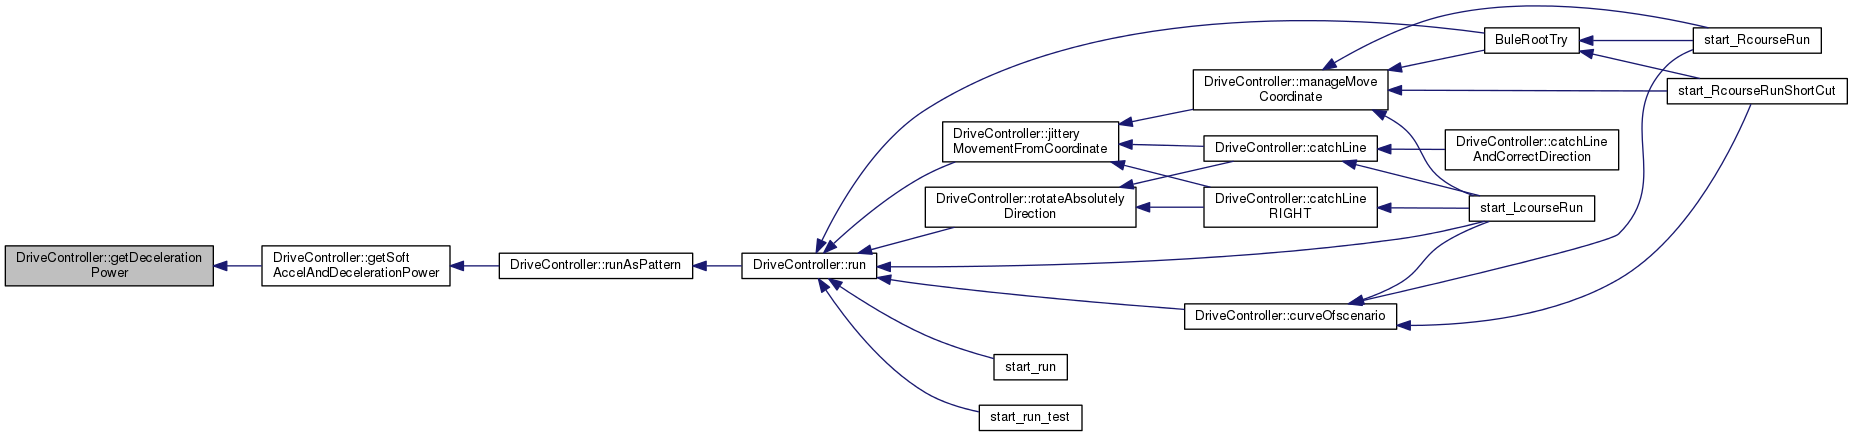 DriveController::getDeceleration
Power
DriveController::getSoft
AccelAndDecelerationPower
DriveController::runAsPattern
DriveController::run
DriveController::jittery
MovementFromCoordinate
DriveController::rotateAbsolutely
Direction
DriveController::manageMove
Coordinate
DriveController::catchLine
DriveController::catchLine
RIGHT
DriveController::curveOfscenario
start_run
start_run_test
BuleRootTry
DriveController::catchLine
AndCorrectDirection
start_LcourseRun
start_RcourseRun
start_RcourseRunShortCut